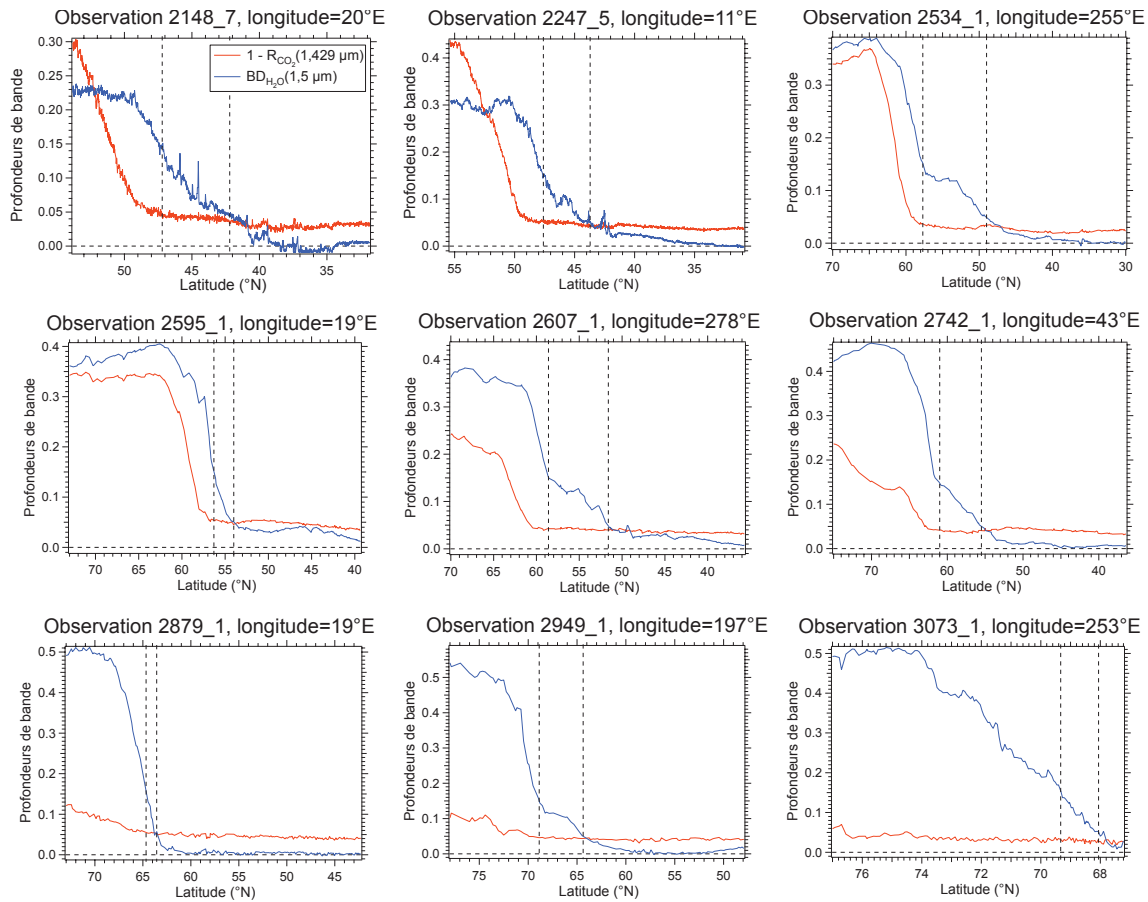 Observation 2148_7, longitude=20°E
0.30
0.25
0.20
0.15
0.10
0.05
0.00
Profondeurs de bande
1 - R_CO₂(1,429 µm)
BD_H₂O(1,5 µm)
50 45 40 35
Latitude (°N)
Observation 2247_5, longitude=11°E
0.4
0.3
0.2
0.1
0.0
Profondeurs de bande
55 50 45 40 35
Latitude (°N)
Observation 2534_1, longitude=255°E
0.3
0.2
0.1
0.0
Profondeurs de bande
70 60 50 40 30
Latitude (°N)
Observation 2595_1, longitude=19°E
0.4
0.3
0.2
0.1
0.0
Profondeurs de bande
70 65 60 55 50 45 40
Latitude (°N)
Observation 2607_1, longitude=278°E
0.4
0.3
0.2
0.1
0.0
Profondeurs de bande
70 65 60 55 50 45 40
Latitude (°N)
Observation 2742_1, longitude=43°E
0.4
0.3
0.2
0.1
0.0
Profondeurs de bande
70 60 50 40
Latitude (°N)
Observation 2879_1, longitude=19°E
0.5
0.4
0.3
0.2
0.1
0.0
Profondeurs de bande
70 65 60 55 50 45
Latitude (°N)
Observation 2949_1, longitude=197°E
0.5
0.4
0.3
0.2
0.1
0.0
Profondeurs de bande
75 70 65 60 55 50
Latitude (°N)
Observation 3073_1, longitude=253°E
0.5
0.4
0.3
0.2
0.1
0.0
Profondeurs de bande
76 74 72 70 68
Latitude (°N)